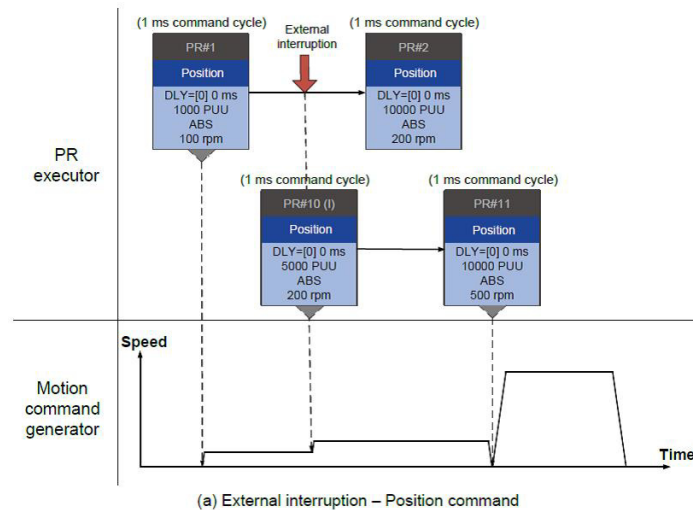 (1 ms command cycle)
External
interruption
(1 ms command cycle)
PR#1
Position
DLY=[0] 0 ms
1000 PUU
ABS
100 rpm
PR#2
Position
DLY=[0] 0 ms
10000 PUU
ABS
200 rpm
PR
executor
(1 ms command cycle)
(1 ms command cycle)
PR#10 (I)
Position
DLY=[0] 0 ms
5000 PUU
ABS
200 rpm
PR#11
Position
DLY=[0] 0 ms
10000 PUU
ABS
500 rpm
Speed
Motion
command
generator
Time
(a) External interruption – Position command